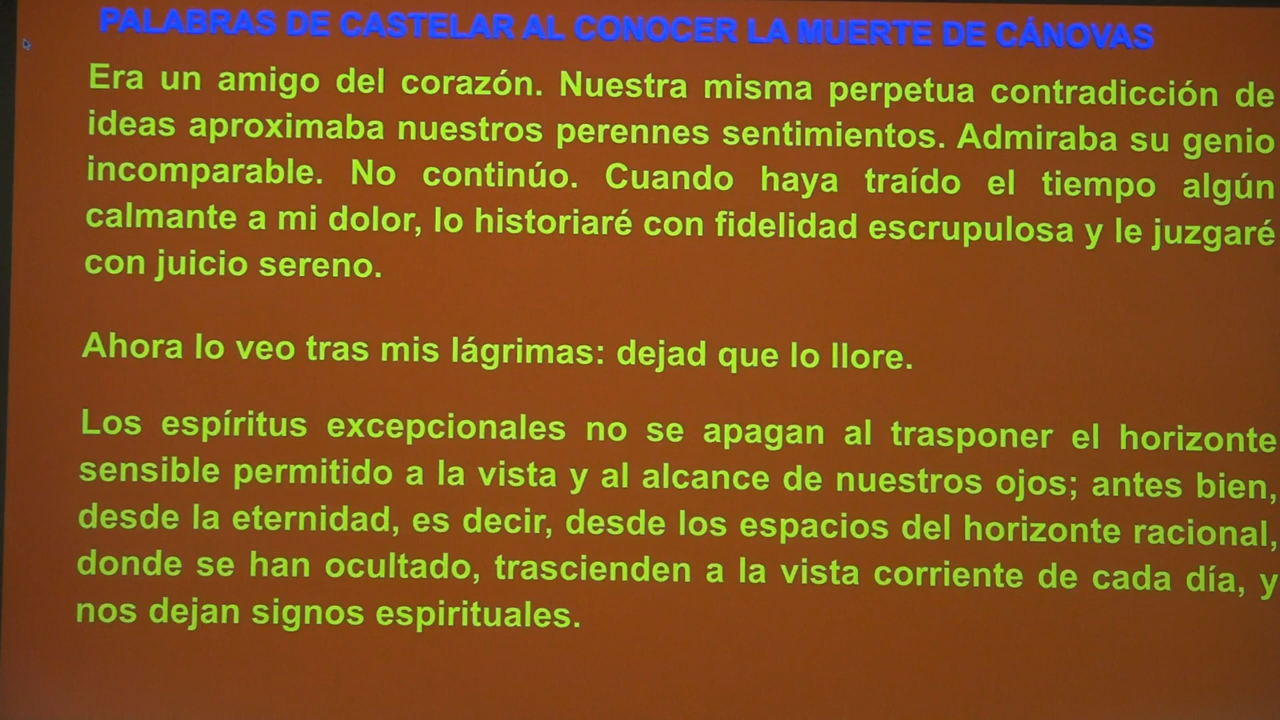 PALABRAS DE CASTELAR AL CONOCER LA MUERTE DE CÁNOVAS
Era un amigo del corazón. Nuestra misma perpetua contradicción de
ideas aproximaba nuestros perennes sentimientos. Admiraba su genio
incomparable. No continúo. Cuando haya traído el tiempo algún
calmante a mi dolor, lo historiaré con fidelidad escrupulosa y le juzgaré
con juicio sereno.
Ahora lo veo tras mis lágrimas: dejad que lo llore.
Los espíritus excepcionales no se apagan al trasponer el horizonte
sensible permitido a la vista y al alcance de nuestros ojos; antes bien,
desde la eternidad, es decir, desde los espacios del horizonte racional,
donde se han ocultado, trascienden a la vista corriente de cada día, y
nos dejan signos espirituales.